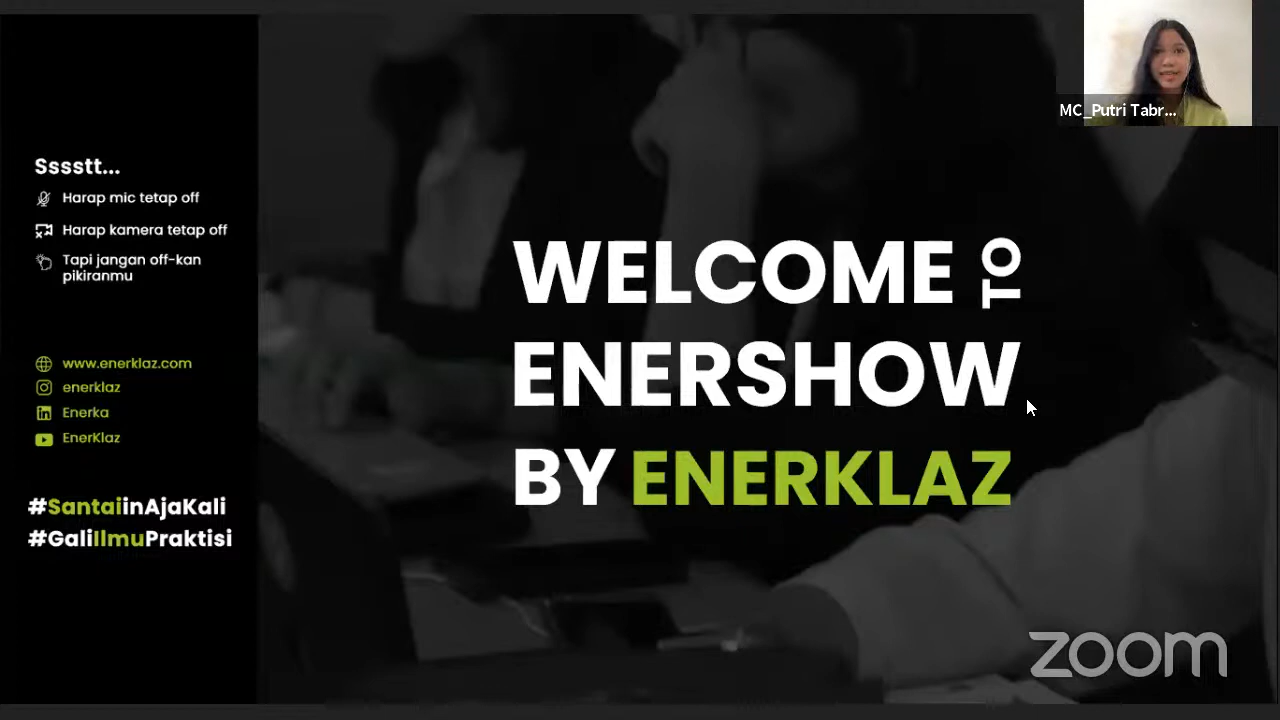 Sssstt...
Harap mic tetap off
Harap kamera tetap off
Tapi jangan off-kan
pikiranmu
www.enerklaz.com
enerklaz
Enerka
EnerKlaz
#SantaiinAjaKali
#GaliIlmuPraktisi
WELCOME TO
ENERSHOW
BY ENERKLAZ
MC_Putri Tabr...
zoom